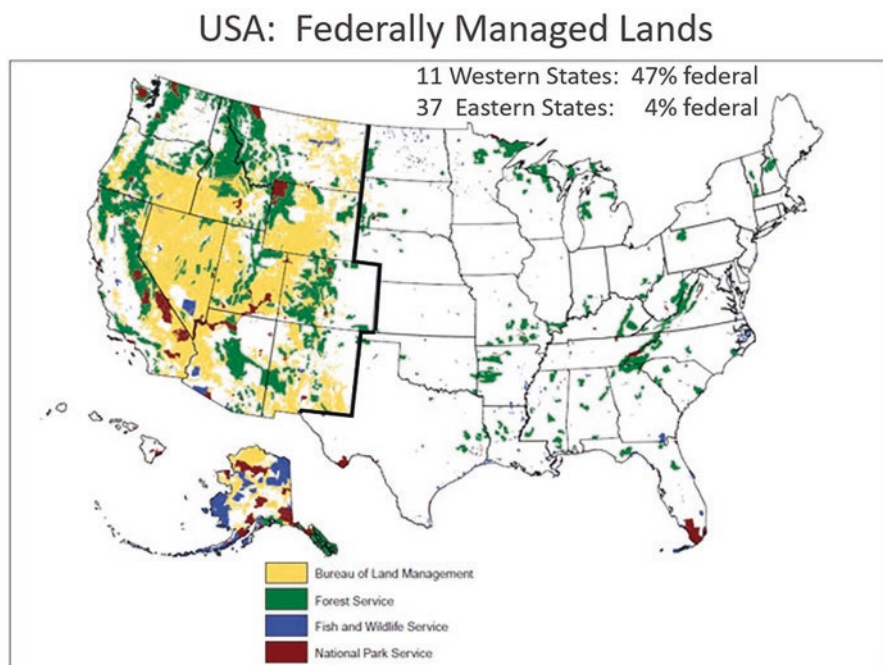 USA: Federally Managed Lands
11 Western States: 47% federal
37 Eastern States: 4% federal
Bureau of Land Management
Forest Service
Fish and Wildlife Service
National Park Service